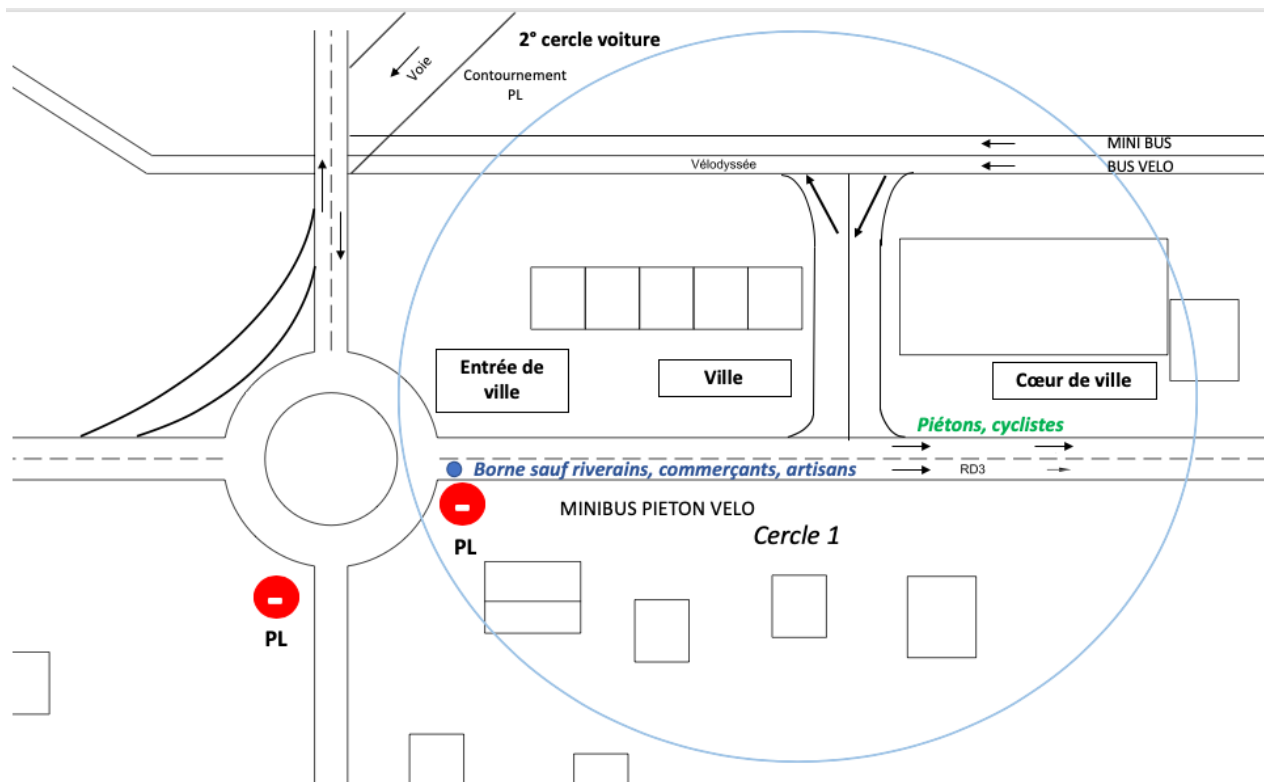 2° cercle voiture
Voie
Contournement
PL
MINI BUS
Vélodyssée
BUS VELO
Entrée de
ville
Ville
Cœur de ville
Piétons, cyclistes
Borne sauf riverains, commerçants, artisans
RD3
-
PL
MINIBUS PIETON VELO
Cercle 1
-
PL